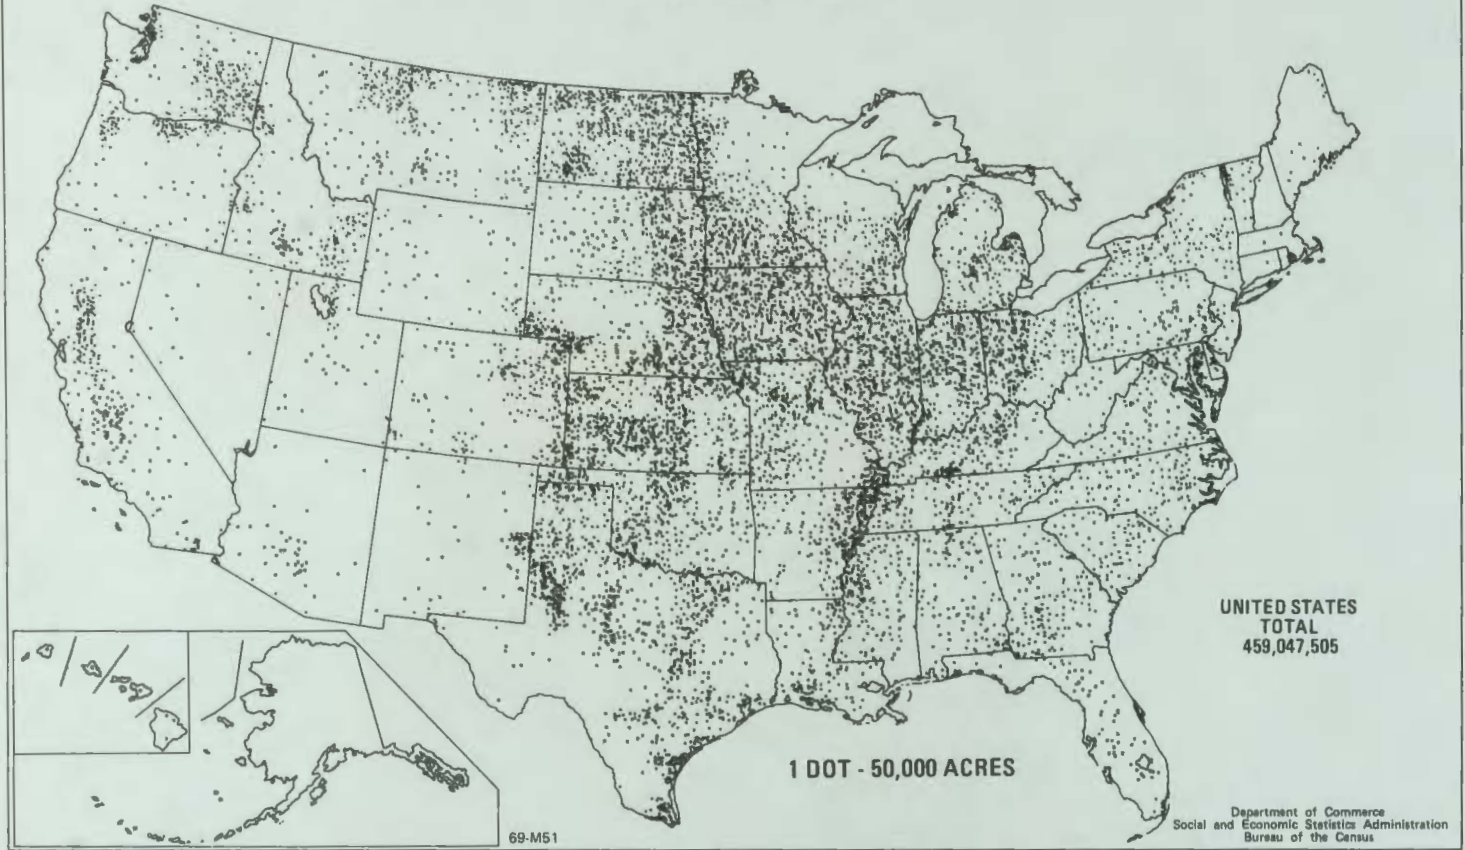 UNITED STATES
TOTAL
459,047,505
1 DOT - 50,000 ACRES
69-M51
Department of Commerce
Social and Economic Statistics Administration
Bureau of the Census